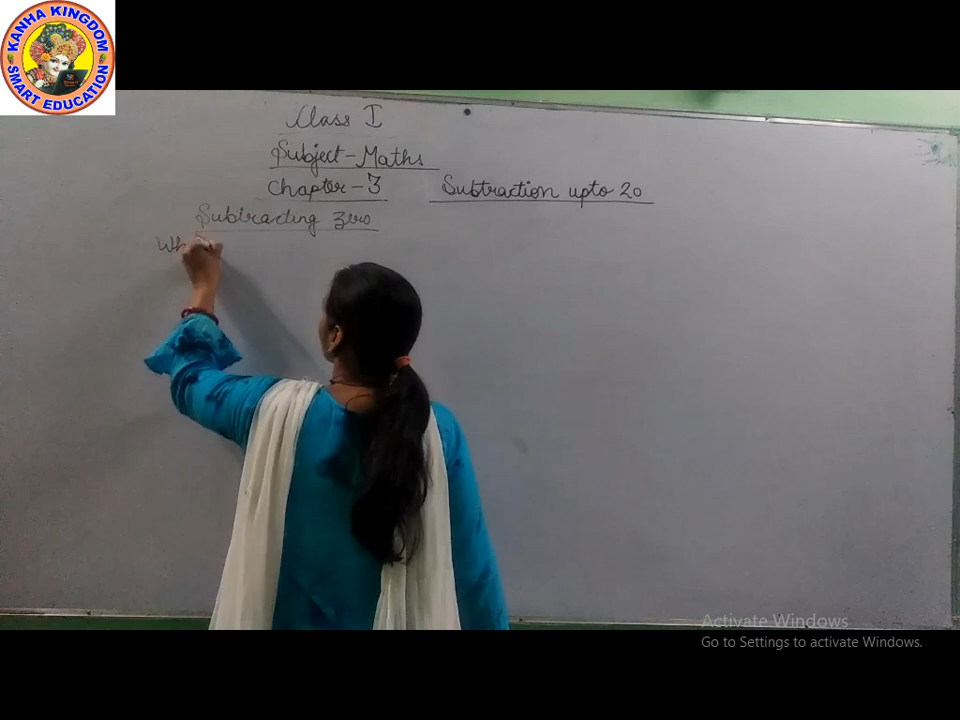 KANHA KINGDOM
SMART EDUCATION
Class I
Subject - Maths
Chapter - 3 Subtraction upto 20
Subtracting zero
Wh
Activate Windows
Go to Settings to activate Windows.